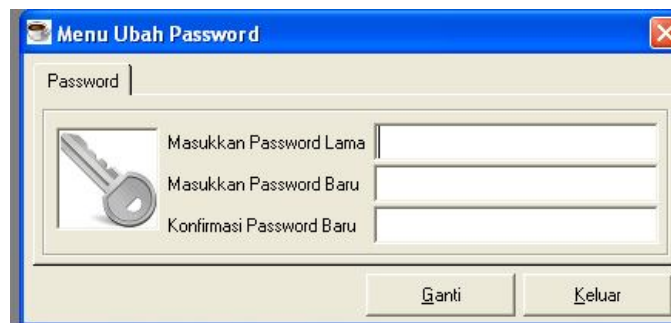 Menu Ubah Password
Password
Masukkan Password Lama
Masukkan Password Baru
Konfirmasi Password Baru
Ganti
Keluar